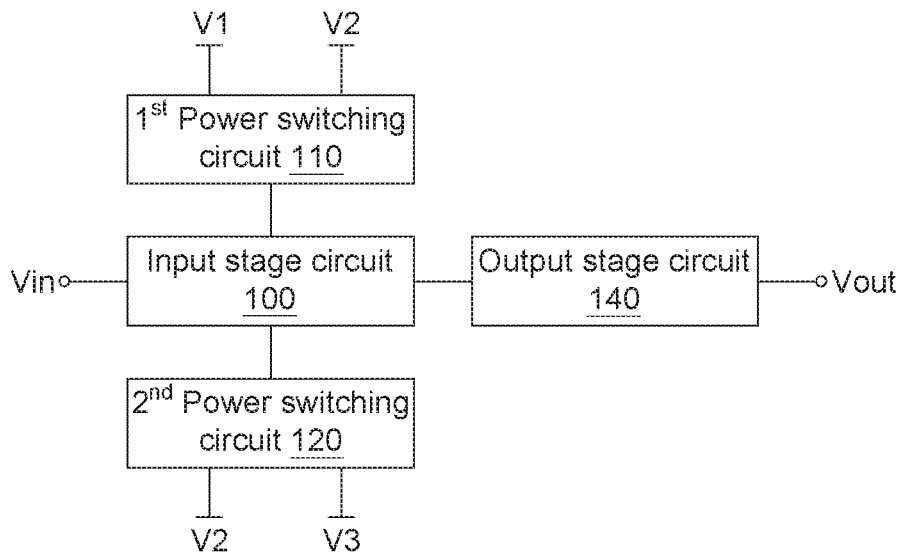 V1 V2
1st Power switching
circuit 110
Vin
Input stage circuit
100
Output stage circuit
140
Vout
2nd Power switching
circuit 120
V2 V3